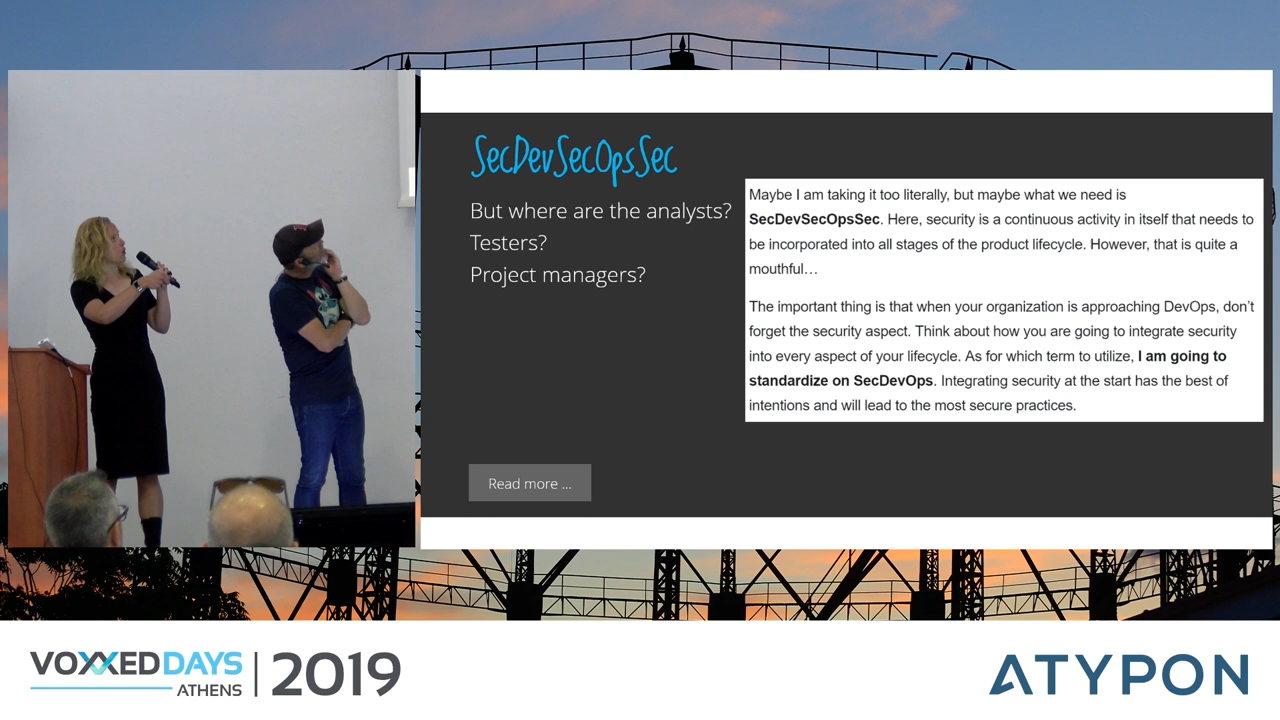 SecDevSecOpsSec
But where are the analysts?
Testers?
Project managers?
Read more ...
Maybe I am taking it too literally, but maybe what we need is
SecDevSecOpsSec. Here, security is a continuous activity in itself that needs to
be incorporated into all stages of the product lifecycle. However, that is quite a
mouthful…
The important thing is that when your organization is approaching DevOps, don't
forget the security aspect. Think about how you are going to integrate security
into every aspect of your lifecycle. As for which term to utilize, I am going to
standardize on SecDevOps. Integrating security at the start has the best of
intentions and will lead to the most secure practices.
VOXXED DAYS
ATHENS
2019
ATYPON